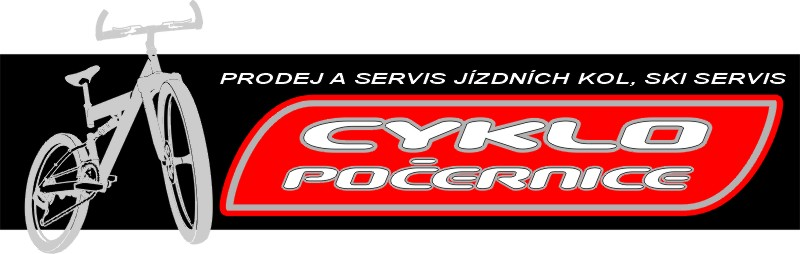 PRODEJ A SERVIS JÍZDNÍCH KOL, SKI SERVIS
CYKLO
POČERNICE